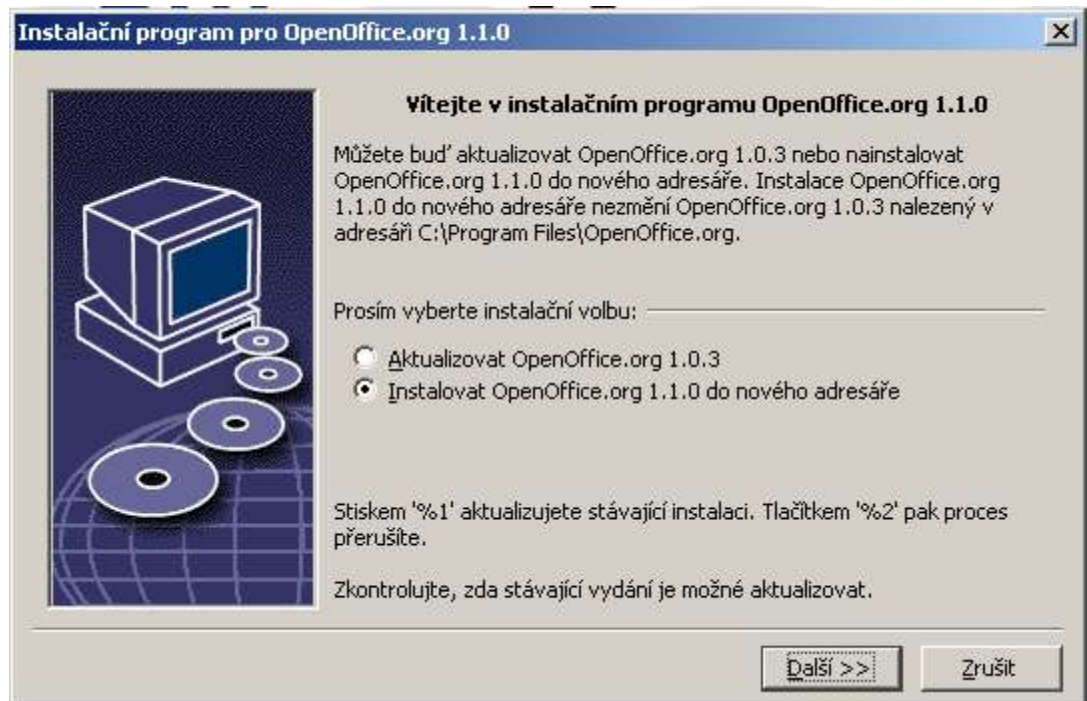 Instalační program pro OpenOffice.org 1.1.0
Vítejte v instalačním programu OpenOffice.org 1.1.0
Můžete buď aktualizovat OpenOffice.org 1.0.3 nebo nainstalovat
OpenOffice.org 1.1.0 do nového adresáře. Instalace OpenOffice.org
1.1.0 do nového adresáře nezmění OpenOffice.org 1.0.3 nalezený v
adresáři C:\Program Files\OpenOffice.org.
Prosím vyberte instalační volbu:
Aktualizovat OpenOffice.org 1.0.3
Instalovat OpenOffice.org 1.1.0 do nového adresáře
Stiskem '%1' aktualizujete stávající instalaci. Tlačítkem '%2' pak proces
přerušíte.
Zkontrolujte, zda stávající vydání je možné aktualizovat.
Další >>
Zrušit